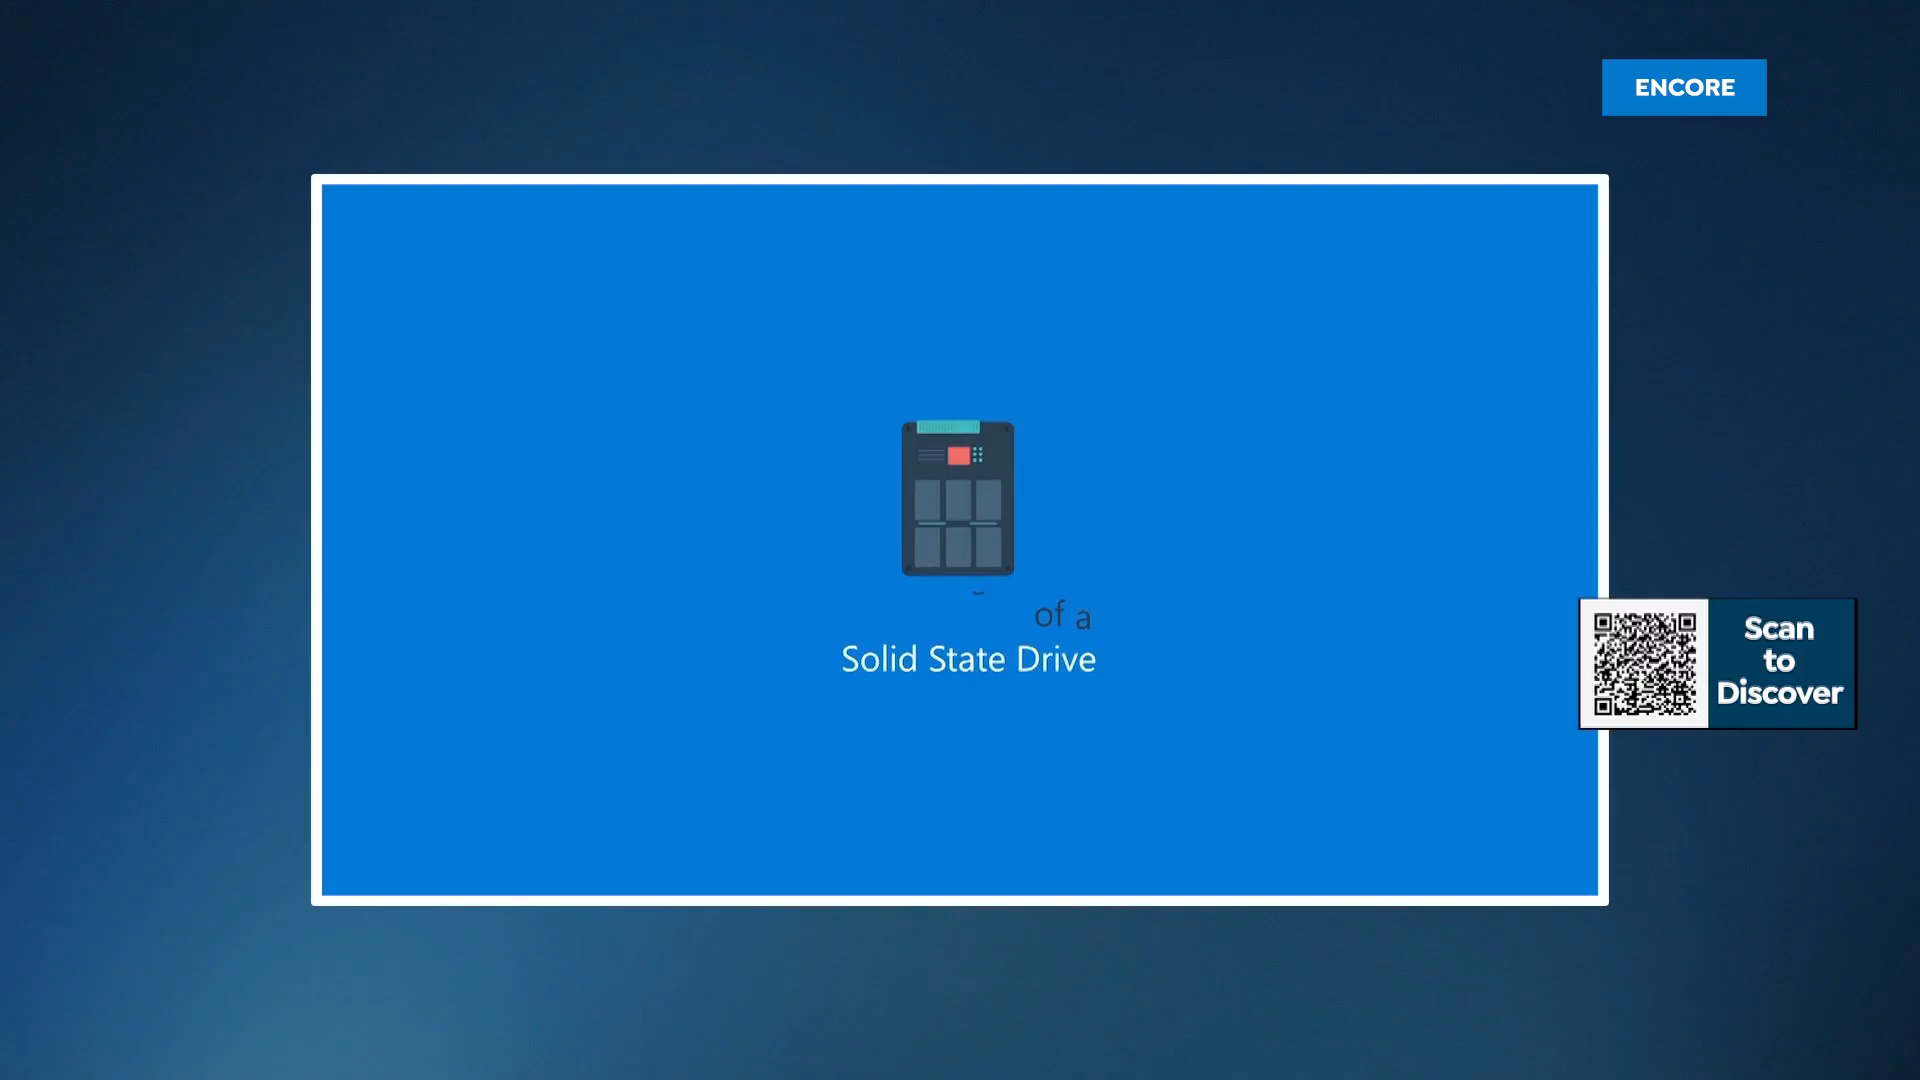 ENCORE
of a
Solid State Drive
Scan
to
Discover